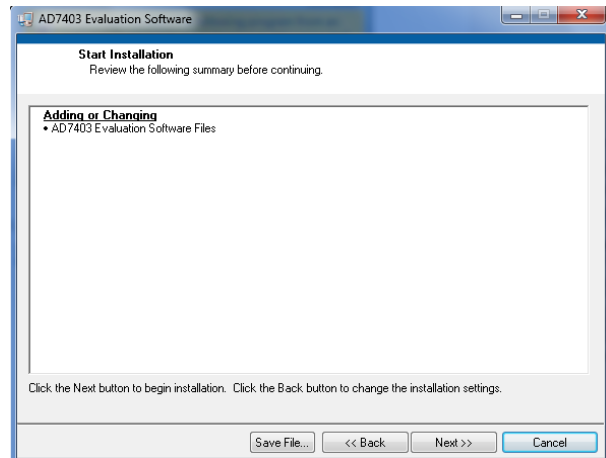 AD7403 Evaluation Software
Start Installation
Review the following summary before continuing.
Adding or Changing
• AD7403 Evaluation Software Files
Click the Next button to begin installation. Click the Back button to change the installation settings.
Save File... << Back Next >> Cancel